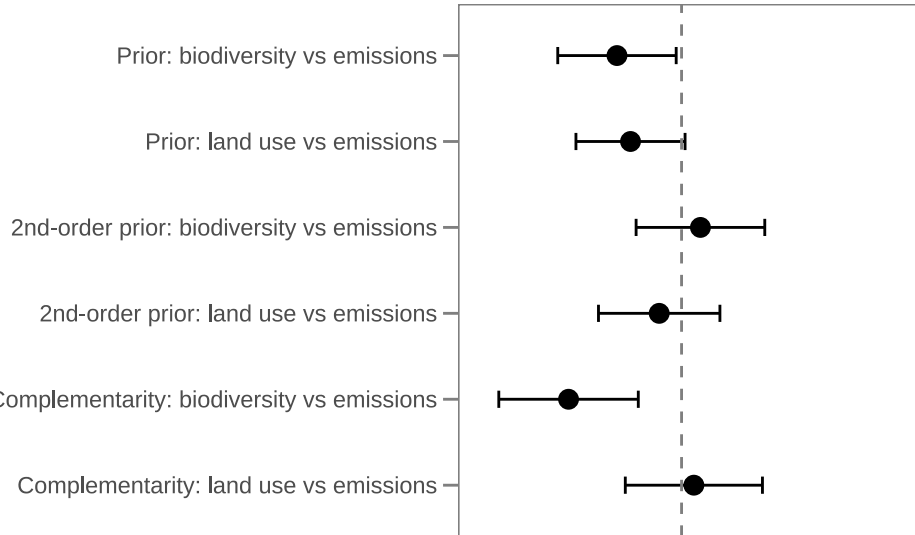 Prior: biodiversity vs emissions
Prior: land use vs emissions
2nd-order prior: biodiversity vs emissions
2nd-order prior: land use vs emissions
Complementarity: biodiversity vs emissions
Complementarity: land use vs emissions